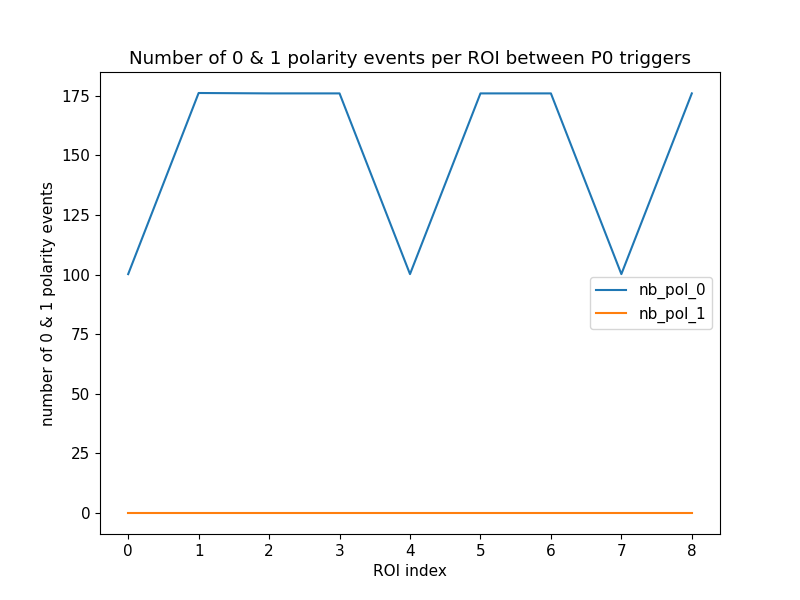 Number of 0 & 1 polarity events per ROI between P0 triggers
175
150
125
100
75
50
25
0
number of 0 & 1 polarity events
nb_pol_0
nb_pol_1
0 1 2 3 4 5 6 7 8
ROI index